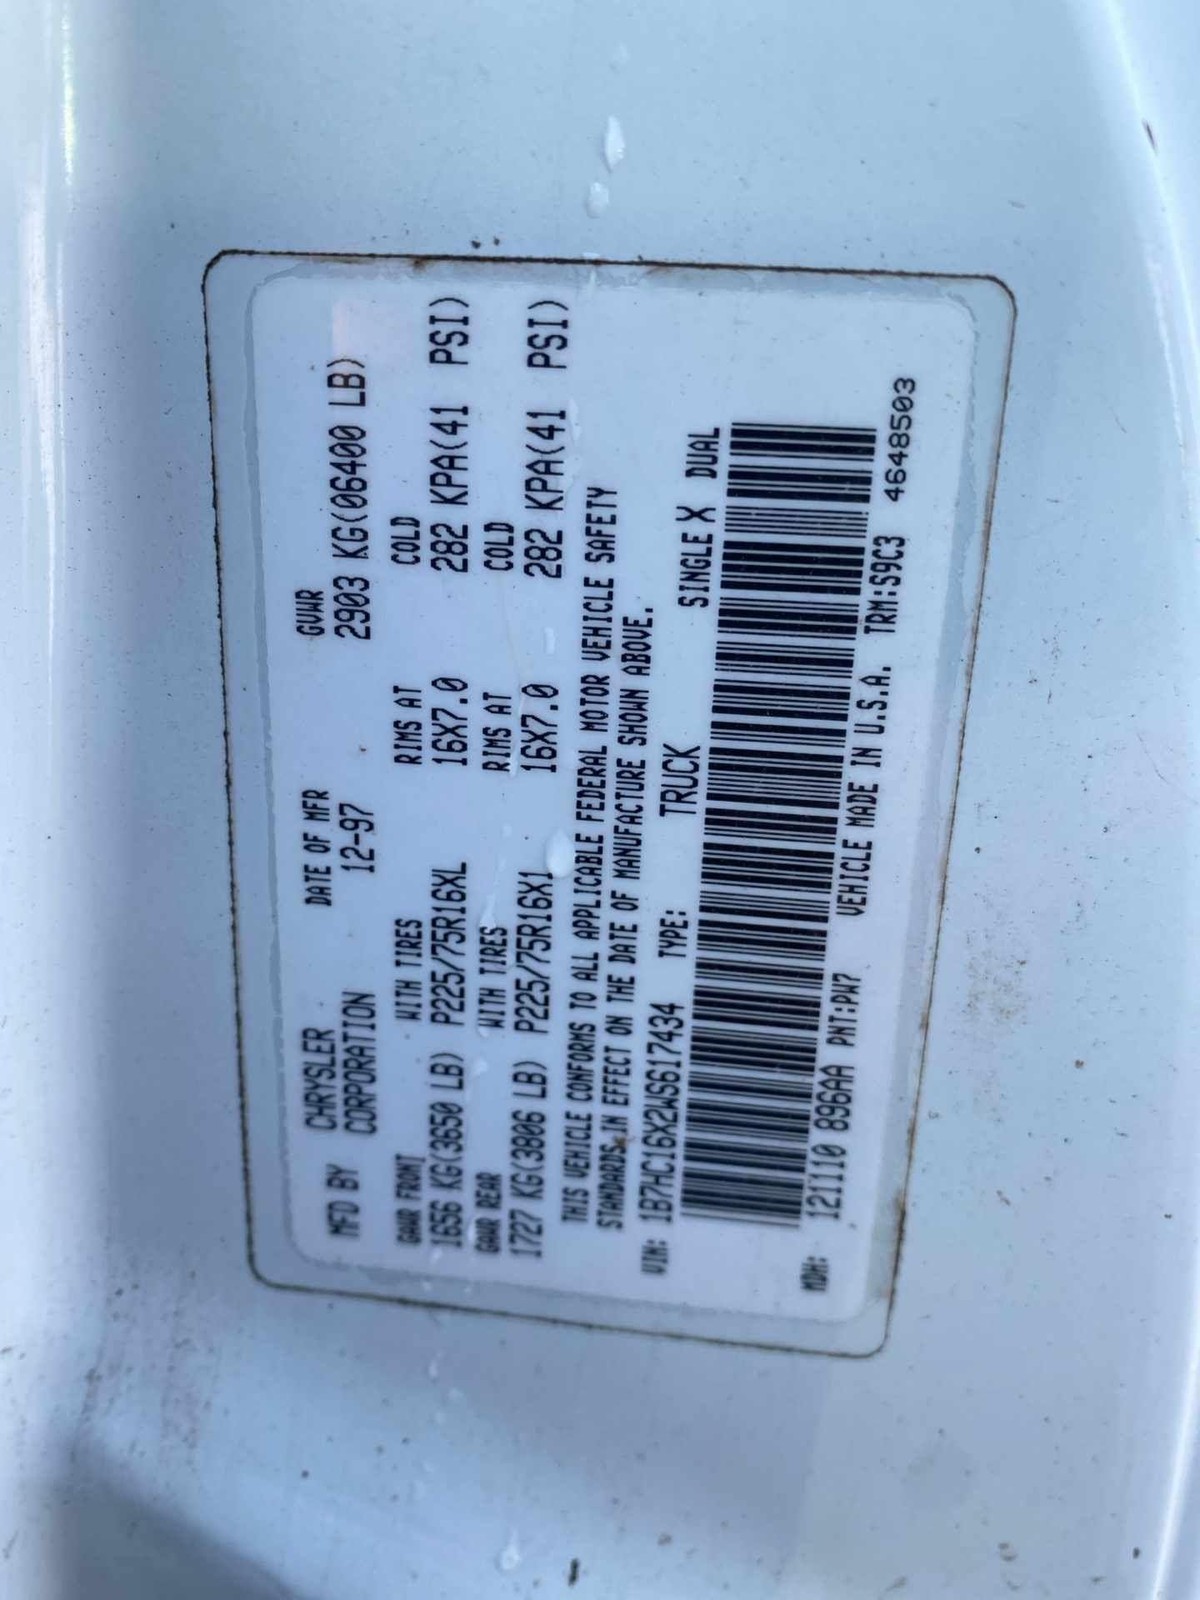 MFD BY CHRYSLER CORPORATION DATE OF MFR 12-97 GVWR 2903 KG(06400 LB)
GAWR FRONT WITH TIRES RIMS AT COLD
1656 KG(3650 LB) P225/75R16XL 16X7.0 282 KPA(41 PSI)
GAWR REAR WITH TIRES RIMS AT COLD
1727 KG(3806 LB) P225/75R16X1 16X7.0 282 KPA(41 PSI)
THIS VEHICLE CONFORMS TO ALL APPLICABLE FEDERAL MOTOR VEHICLE SAFETY
STANDARDS IN EFFECT ON THE DATE OF MANUFACTURE SHOWN ABOVE.
VIN: 1B7HC16X2WS617434 TYPE: TRUCK SINGLE X DUAL
MDH: 121110 896AA PNT:PW7 VEHICLE MADE IN U.S.A. TRM:S9C3 4648503